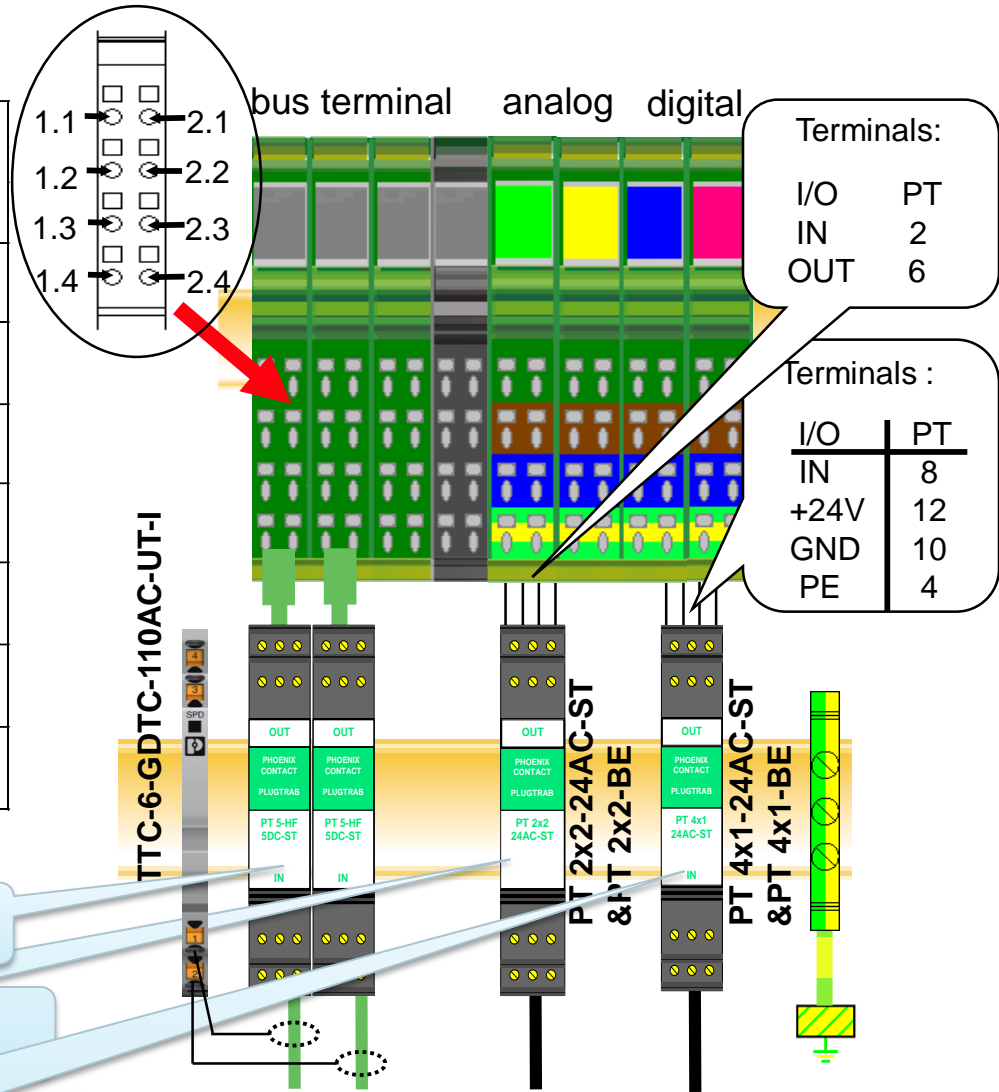 bus terminal analog digital
1.1 2.1
1.2 2.2
1.3 2.3
1.4 2.4
Terminals:
I/O PT
IN 2
OUT 6
Terminals :
I/O PT
IN 8
+24V 12
GND 10
PE 4
TTC-6-GDTC-110AC-UT-I
4
3
SPD
1
2
OUT
PHOENIX
CONTACT
PLUGTRAB
PT 5-HF
5DC-ST
IN
OUT
PHOENIX
CONTACT
PLUGTRAB
PT 5-HF
5DC-ST
IN
OUT
PHOENIX
CONTACT
PLUGTRAB
PT 2x2
24AC-ST
PT 2x2-24AC-ST
&PT 2x2-BE
OUT
PHOENIX
CONTACT
PLUGTRAB
PT 4x1
24AC-ST
IN
PT 4x1-24AC-ST
&PT 4x1-BE